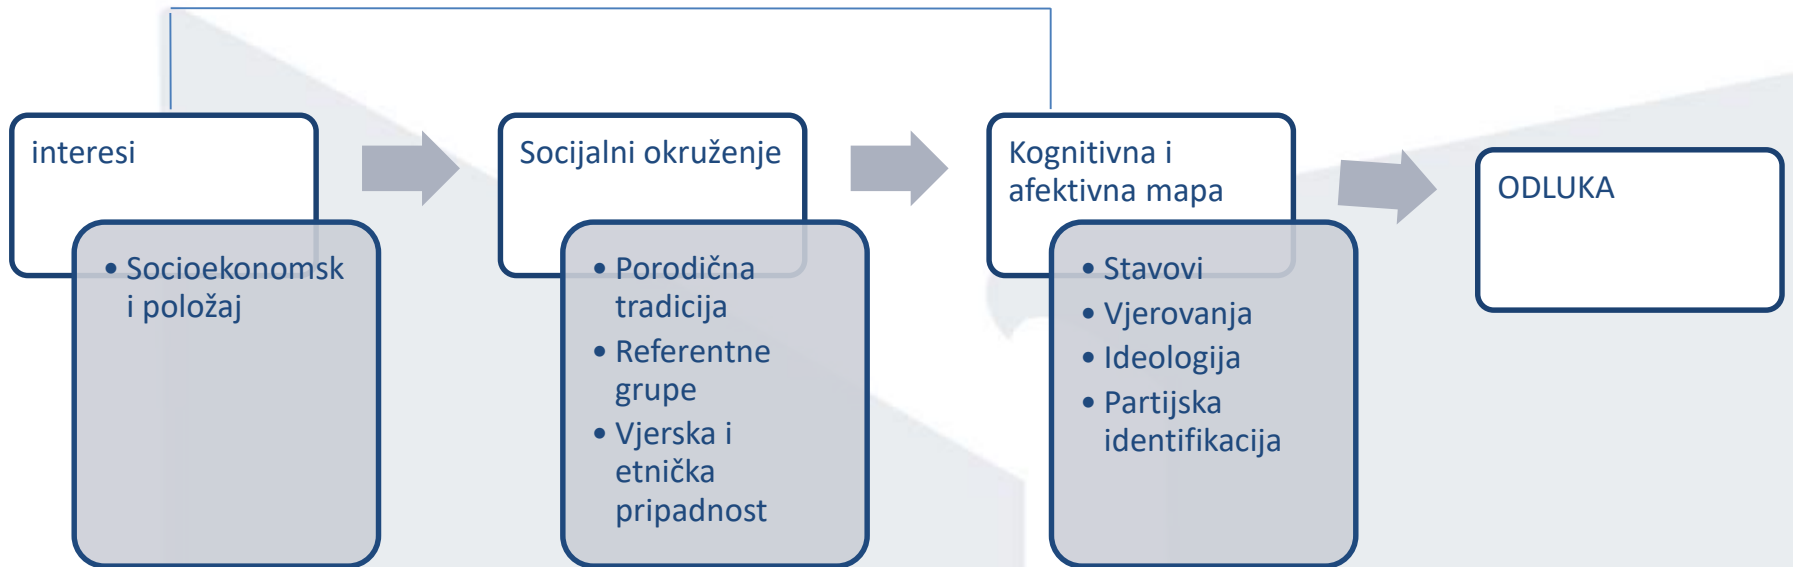 interesi
• Socioekonomsk
i položaj
Socijalni okruženje
• Porodična
tradicija
• Referentne
grupe
• Vjerska i
etnička
pripadnost
Kognitivna i
afektivna mapa
• Stavovi
• Vjerovanja
• Ideologija
• Partijska
identifikacija
ODLUKA